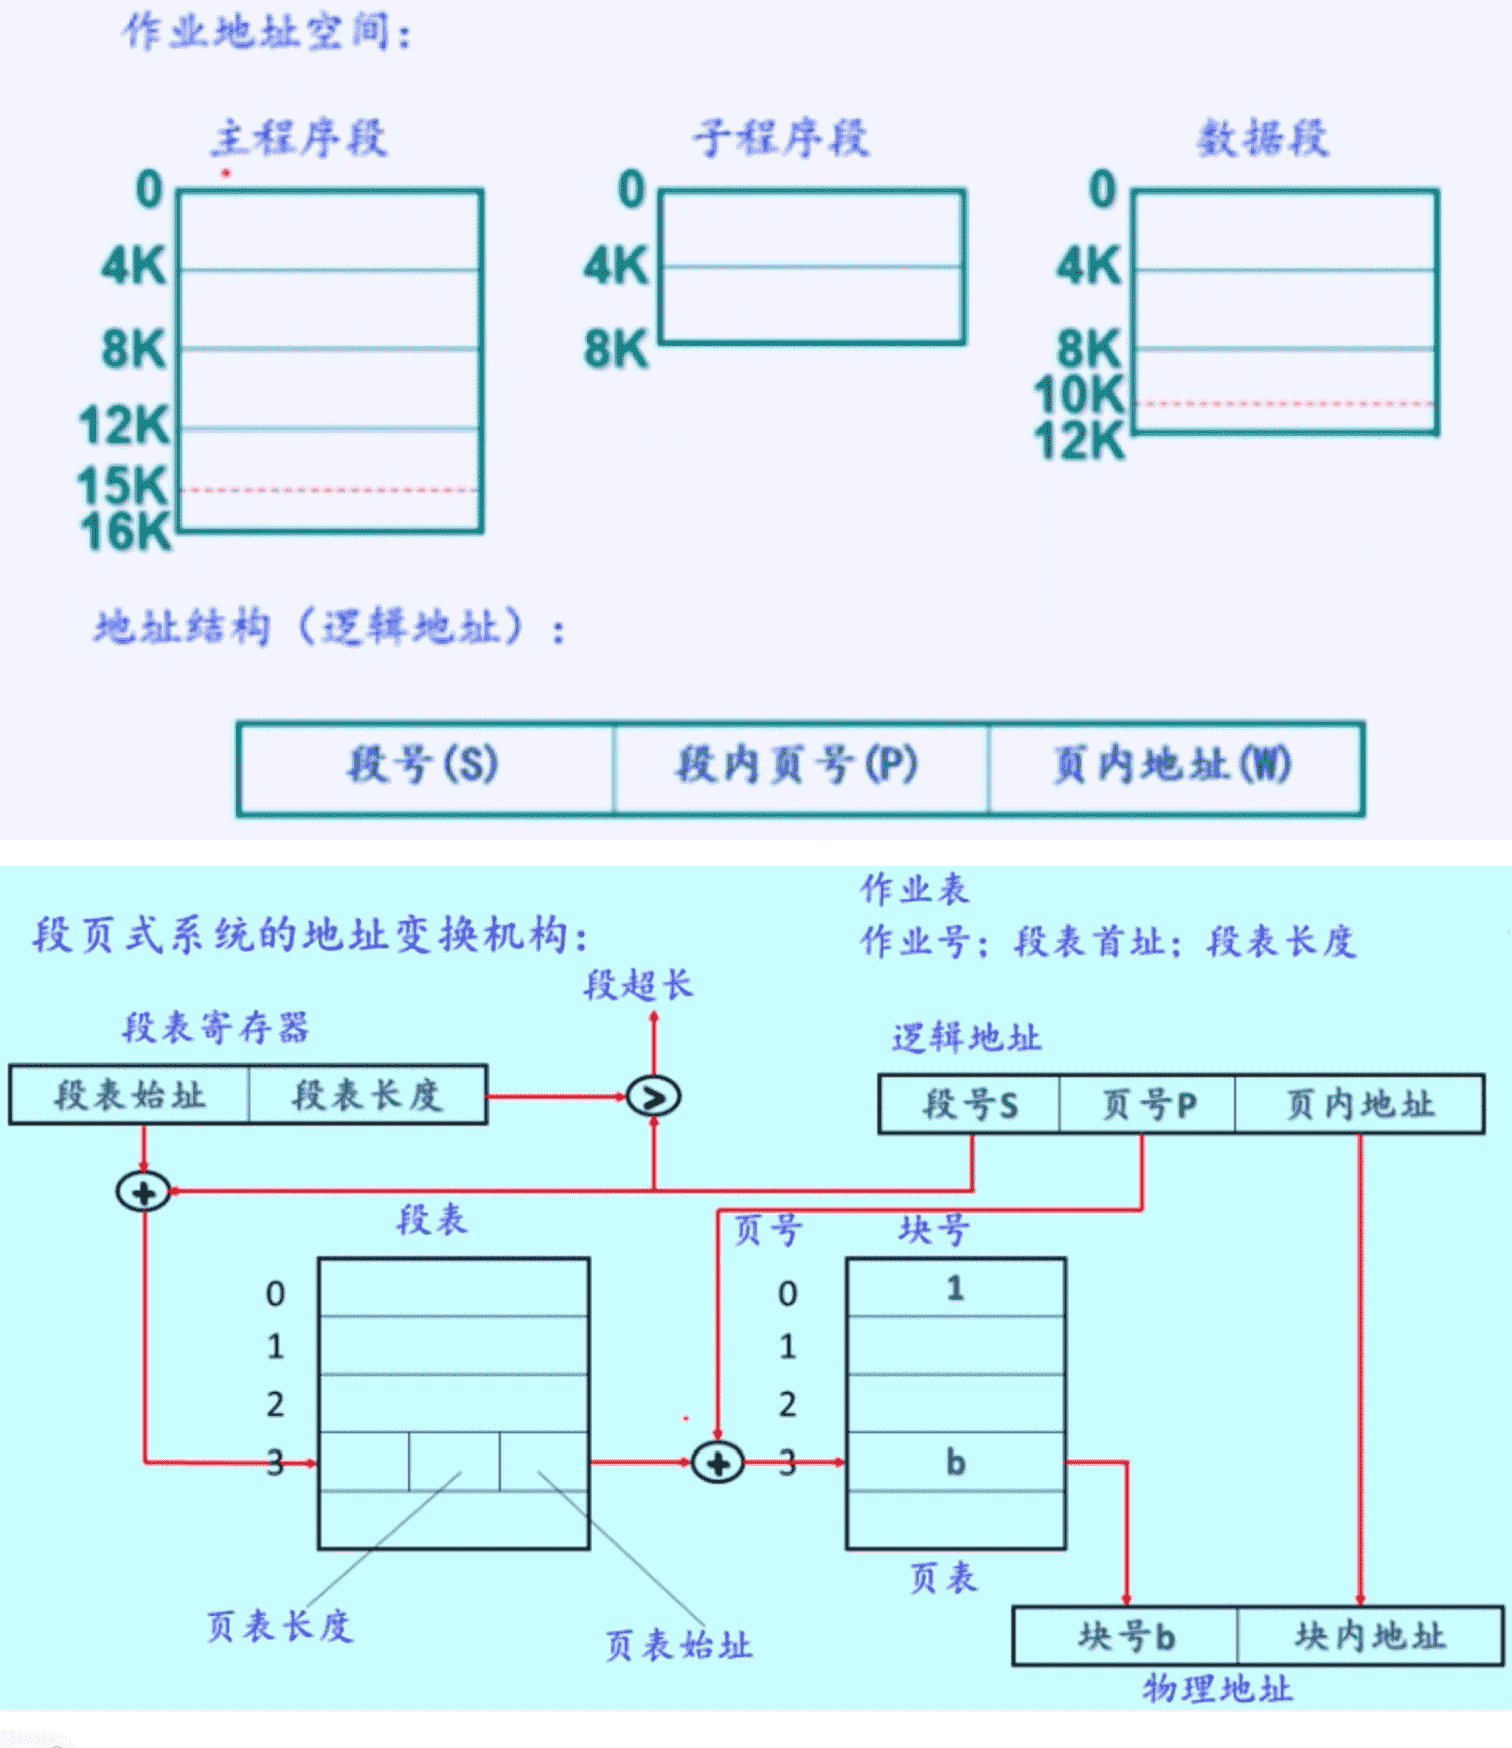 作业地址空间：
主程序段 子程序段 数据段
0 0 0
4K 4K 4K
8K 8K 8K
12K 10K
15K 12K
16K
地址结构（逻辑地址）：
段号(S) 段内页号(P) 页内地址(W)
作业表
段页式系统的地址变换机构：
作业号；段表首址；段表长度
段超长
段表寄存器 逻辑地址
段表始址 段表长度 > 段号S 页号P 页内地址
+
段表 页号 块号
0 0 1
1 1
2 2
3 + 3 b
页表
页表长度 页表始址 块号b 块内地址
物理地址